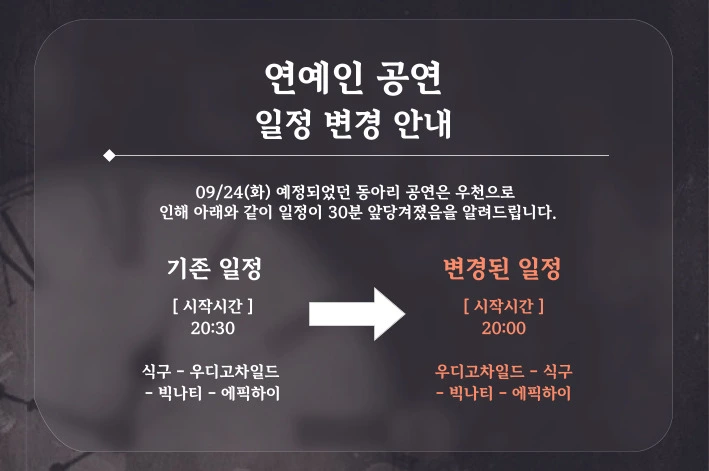 연예인 공연
일정 변경 안내
09/24(화) 예정되었던 동아리 공연은 우천으로
인해 아래와 같이 일정이 30분 앞당겨졌음을 알려드립니다.
기존 일정
[ 시작시간 ]
20:30
식구 - 우디고차일드
- 빅나티 - 에픽하이
변경된 일정
[ 시작시간 ]
20:00
우디고차일드 - 식구
- 빅나티 - 에픽하이